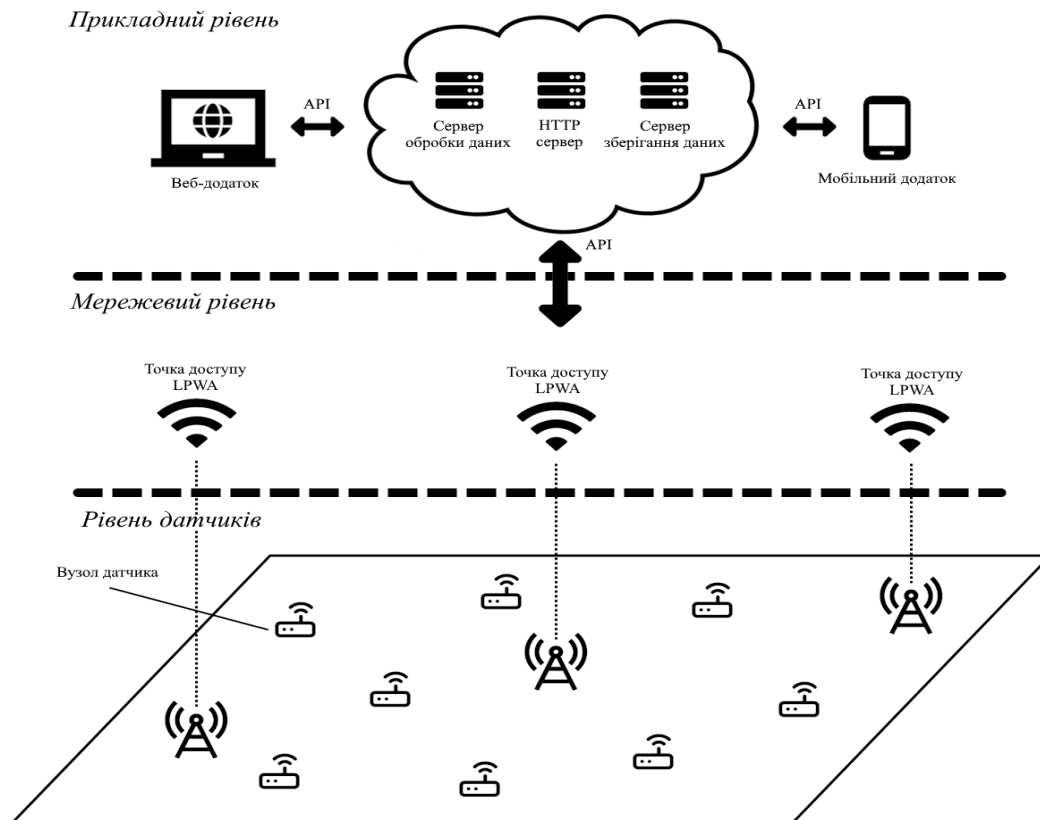 Прикладний рівень
API
Сервер
обробки даних
HTTP
сервер
Сервер
зберігання даних
API
Веб-додаток
Мобільний додаток
API
Мережевий рівень
Точка доступу
LPWA
Точка доступу
LPWA
Точка доступу
LPWA
Рівень датчиків
Вузол датчика